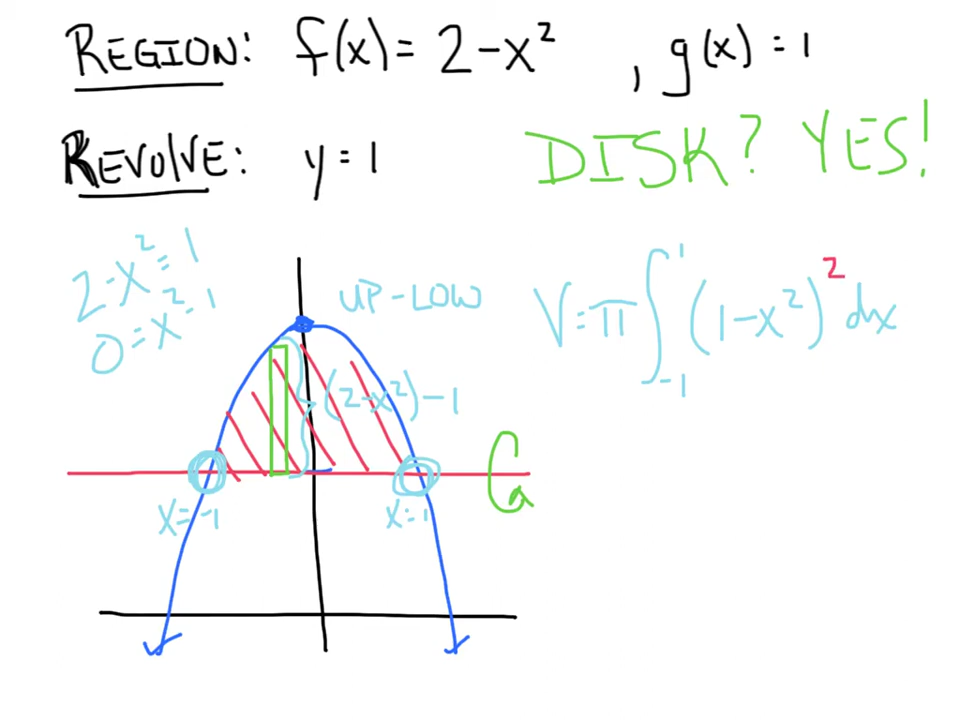 REGION: f(x) = 2-x² , g(x) = 1
REVOLVE: y = 1
DISK? YES!
2-x² = 1
0 = x²-1
UP-LOW
V = π ∫₋₁¹ (1-x²)² dx
(2-x²)-1
x=-1
x=1